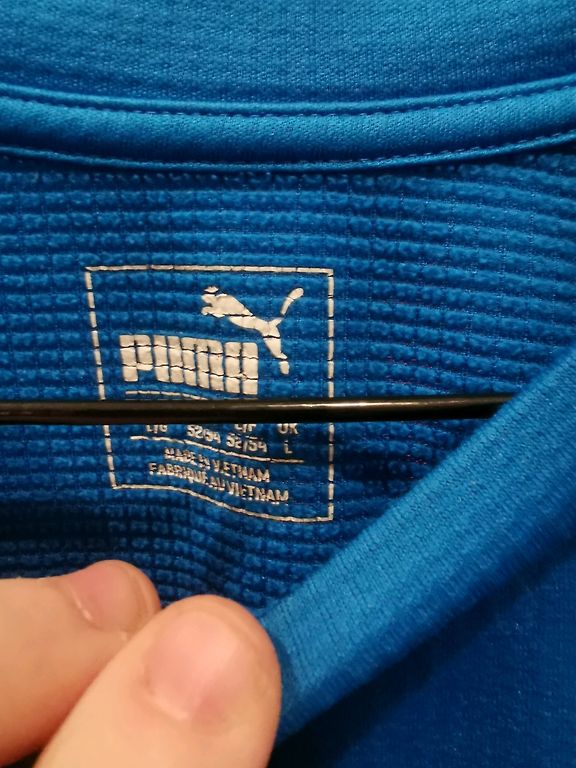 PUMA
UK
L/G 52/54 52/54 L
MADE IN VIETNAM
FABRIQUÉ AU VIETNAM